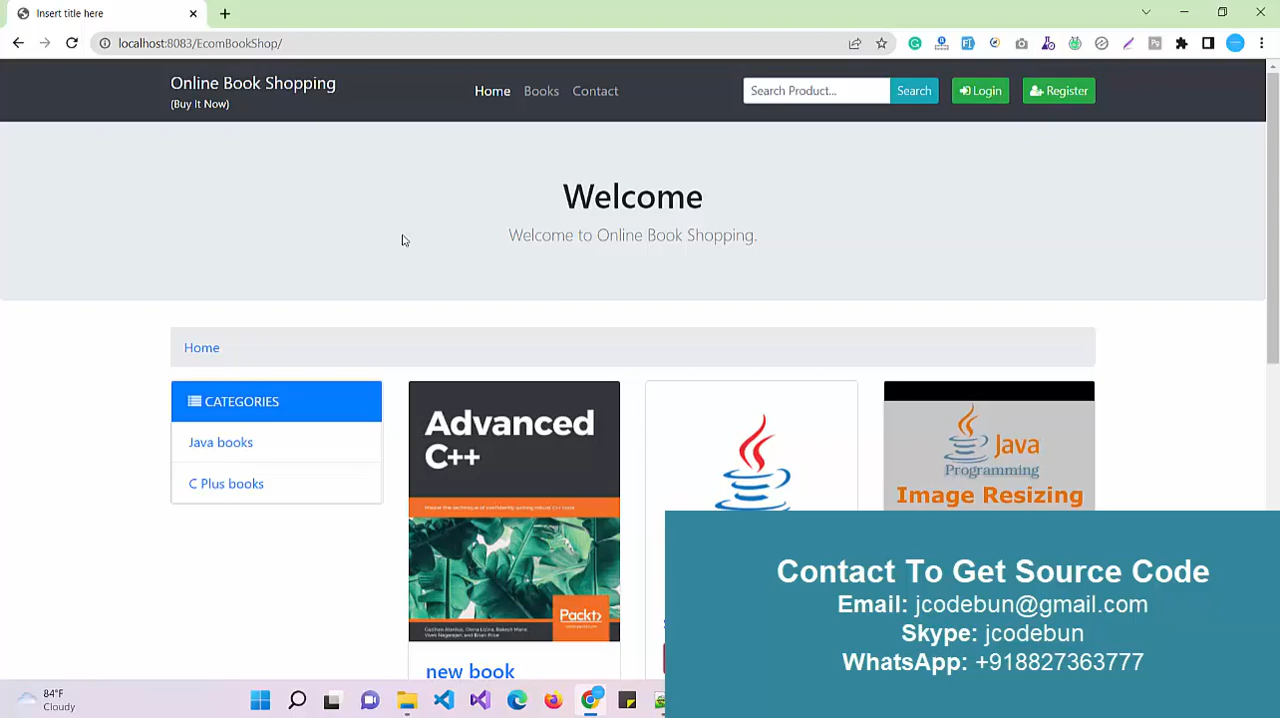 Insert title here
localhost:8083/EcomBookShop/
Online Book Shopping
(Buy It Now)
Home Books Contact
Search Product... Search Login Register
Welcome
Welcome to Online Book Shopping.
Home
CATEGORIES
Java books
C Plus books
Advanced
C++
Packt>
new book
Java
Programming
Image Resizing
Contact To Get Source Code
Email: jcodebun@gmail.com
Skype: jcodebun
WhatsApp: +918827363777
84°F
Cloudy